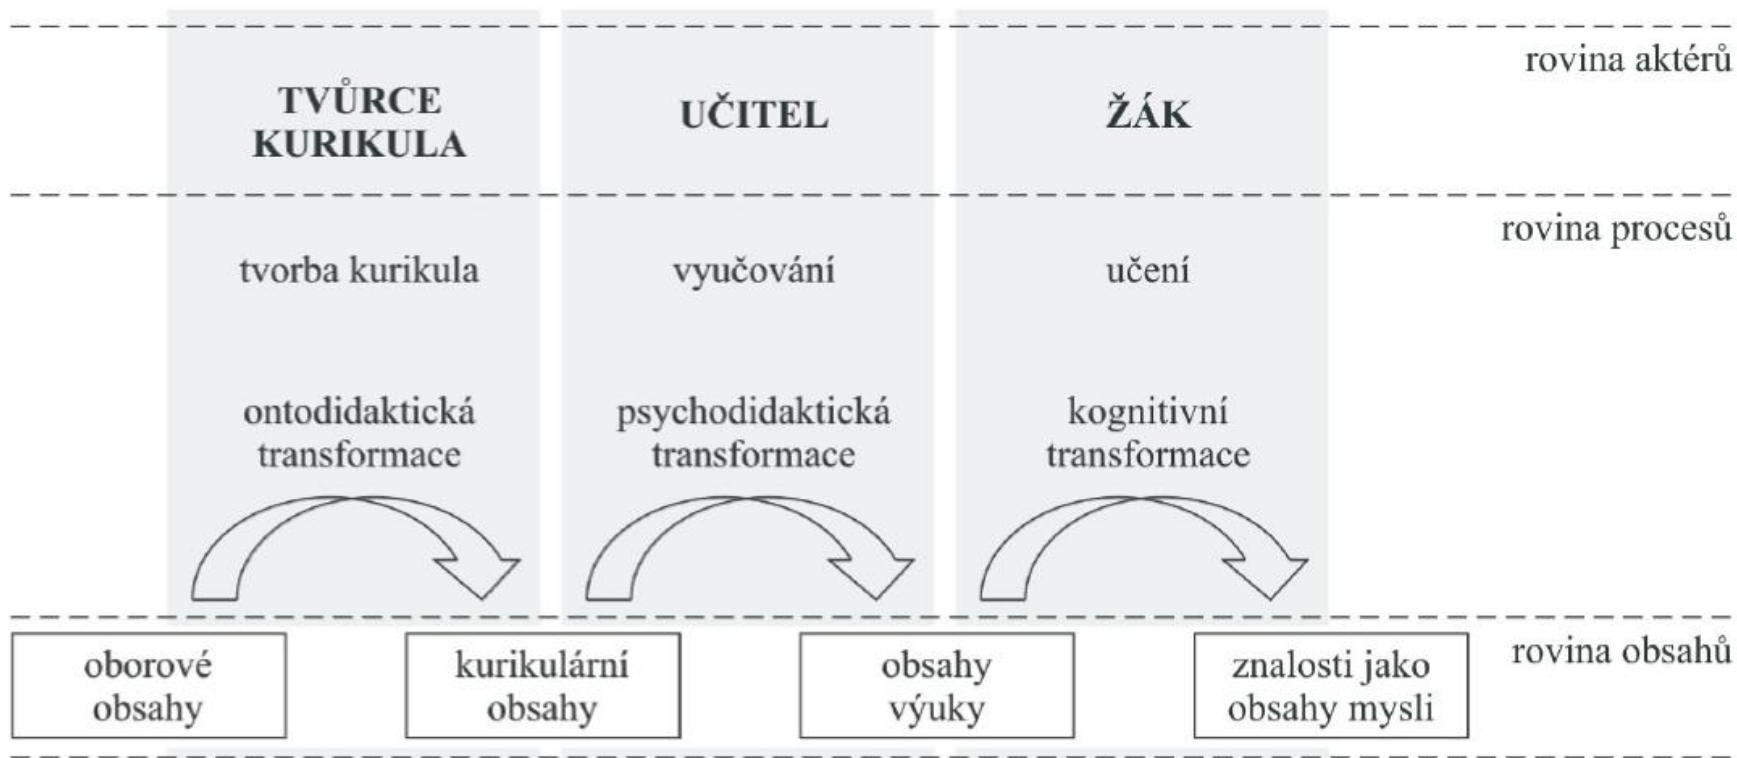 rovina aktérů
TVŮRCE
KURIKULA
UČITEL
ŽÁK
rovina procesů
tvorba kurikula
vyučování
učení
ontodidaktická
transformace
psychodidaktická
transformace
kognitivní
transformace
rovina obsahů
oborové
obsahy
kurikulární
obsahy
obsahy
výuky
znalosti jako
obsahy mysli